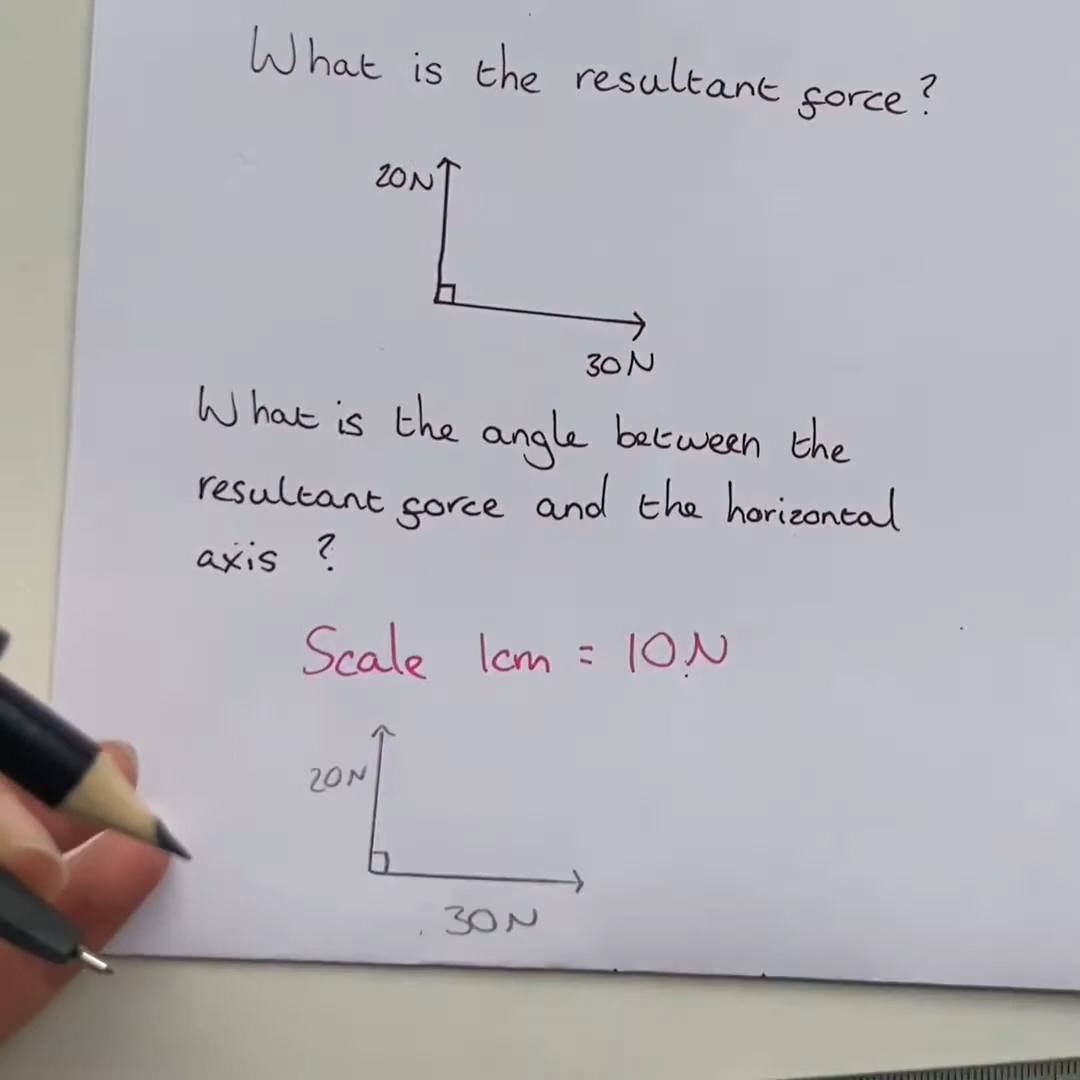 What is the resultant force?
20N
30N
What is the angle between the
resultant force and the horizontal
axis ?
Scale 1cm = 10N
20N
30N